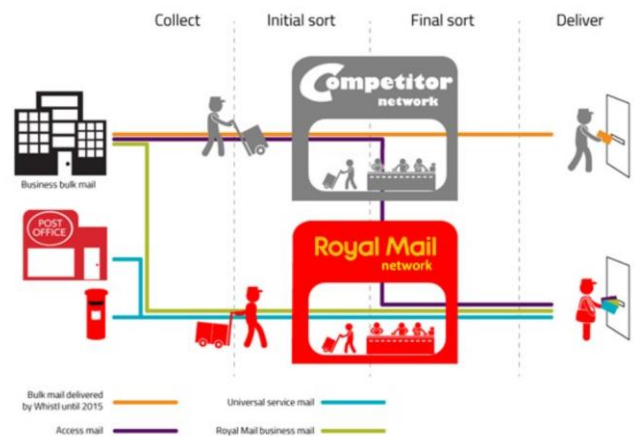 Collect Initial sort Final sort Deliver
Competitor
network
Business bulk mail
POST
OFFICE
Royal Mail
network
Bulk mail delivered
by Whistl until 2015
Universal service mail
Access mail
Royal Mail business mail